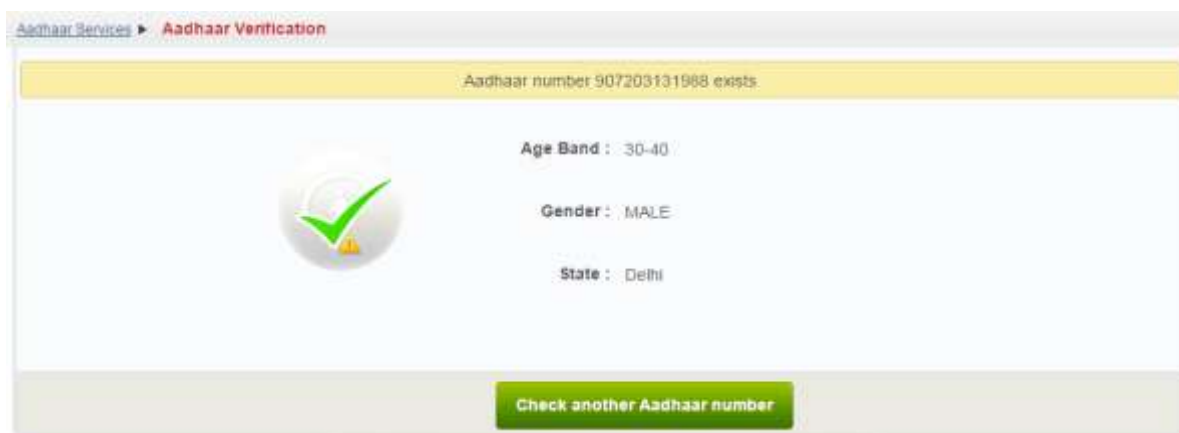 Aadhaar Services ▶ Aadhaar Verification
Aadhaar number 907203131988 exists
Age Band : 30-40
Gender : MALE
State : Delhi
Check another Aadhaar number